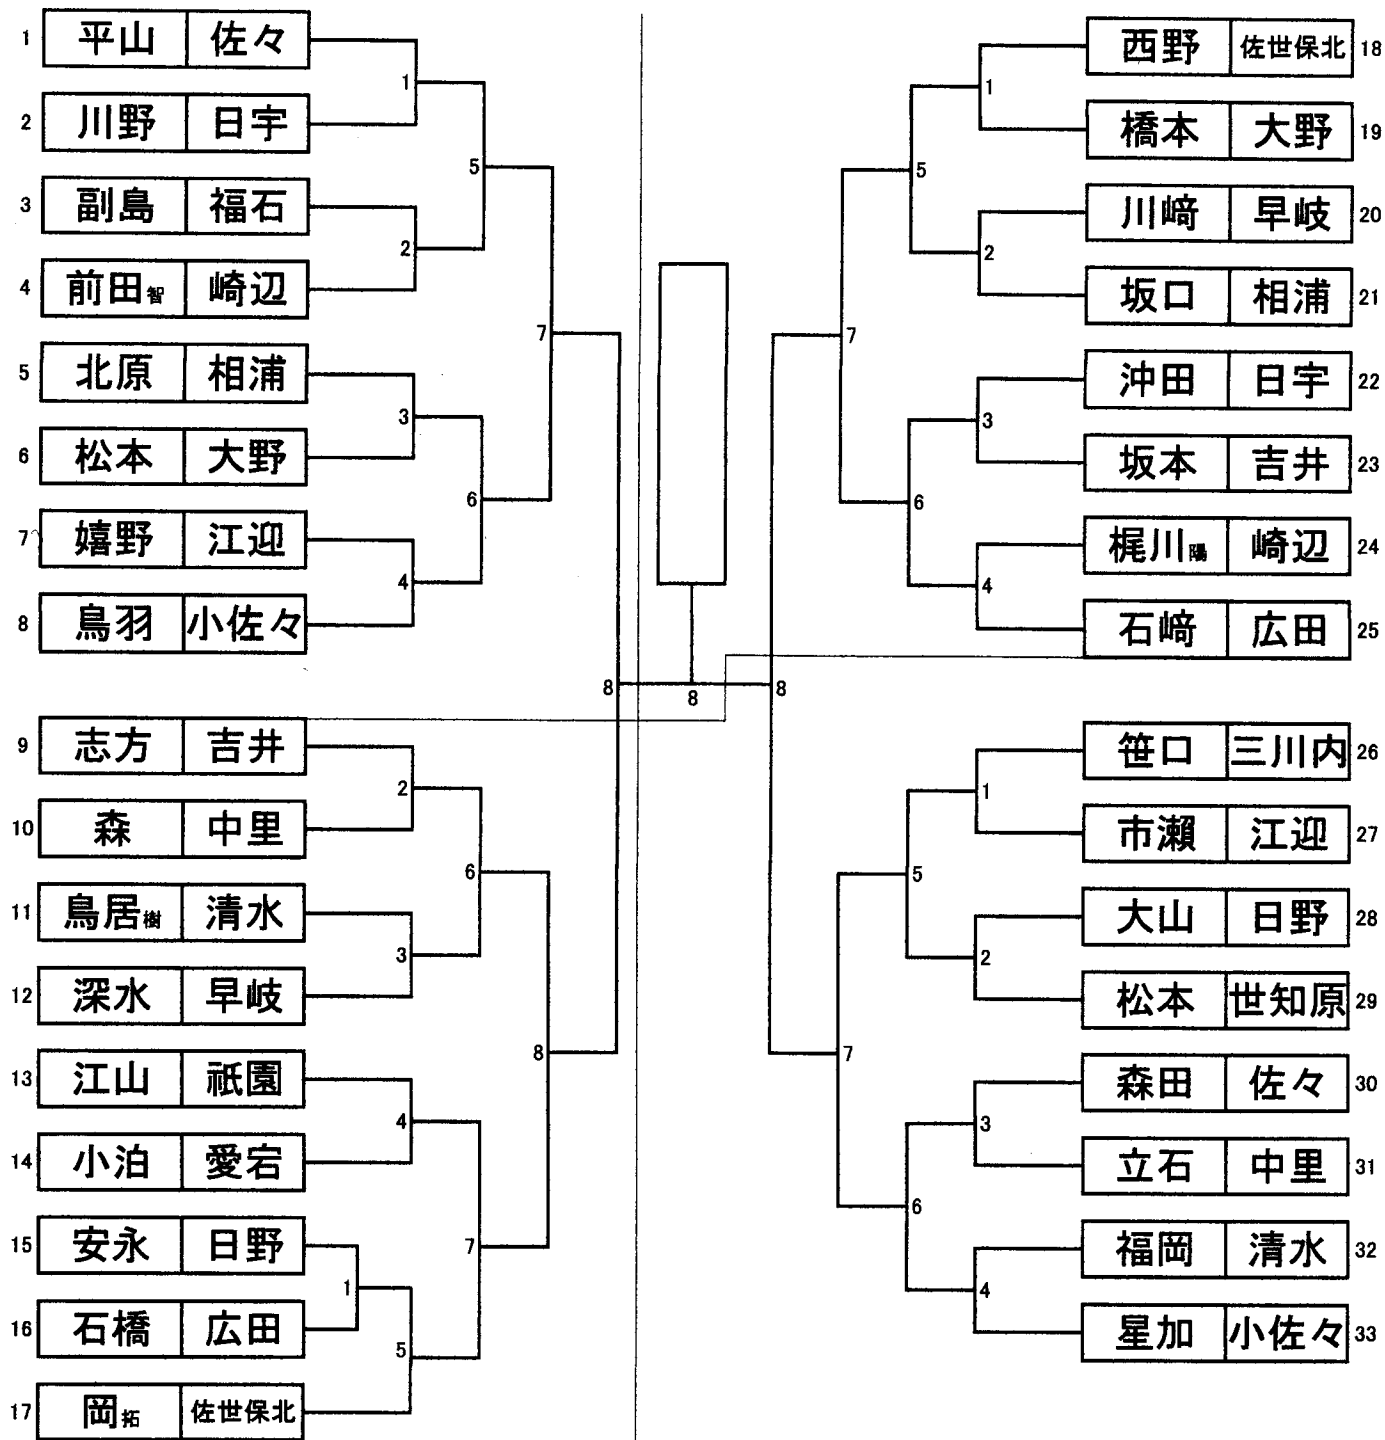 1 平山 佐々
2 川野 日宇
3 副島 福石
4 前田智 崎辺
5 北原 相浦
6 松本 大野
7 嬉野 江迎
8 鳥羽 小佐々
9 志方 吉井
10 森 中里
11 鳥居樹 清水
12 深水 早岐
13 江山 祇園
14 小泊 愛宕
15 安永 日野
16 石橋 広田
17 岡拓 佐世保北
1
2
3
4
5
6
7
2
3
4
1
5
6
7
8
8
8
8
西野 佐世保北 18
橋本 大野 19
川﨑 早岐 20
坂口 相浦 21
沖田 日宇 22
坂本 吉井 23
梶川陽 崎辺 24
石﨑 広田 25
笹口 三川内 26
市瀬 江迎 27
大山 日野 28
松本 世知原 29
森田 佐々 30
立石 中里 31
福岡 清水 32
星加 小佐々 33
1
2
3
4
5
6
7
1
2
3
4
5
6
7